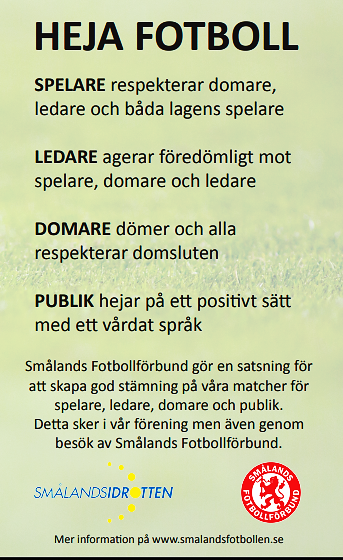 HEJA FOTBOLL
SPELARE respekterar domare,
ledare och båda lagens spelare
LEDARE agerar föredömligt mot
spelare, domare och ledare
DOMARE dömer och alla
respekterar domsluten
PUBLIK hejar på ett positivt sätt
med ett vårdat språk
Smålands Fotbollförbund gör en satsning för
att skapa god stämning på våra matcher för
spelare, ledare, domare och publik.
Detta sker i vår förening men även genom
besök av Smålands Fotbollförbund.
SMÅLANDSIDROTTEN
SMÅLANDS
FOTBOLLFÖRBUND
Mer information på www.smalandsfotbollen.se